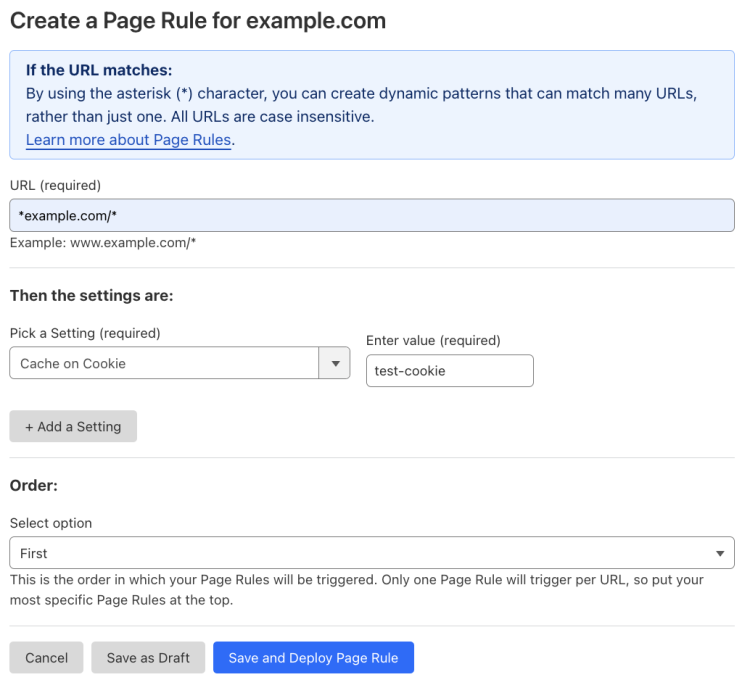 Create a Page Rule for example.com
If the URL matches:
By using the asterisk (*) character, you can create dynamic patterns that can match many URLs,
rather than just one. All URLs are case insensitive.
Learn more about Page Rules.
URL (required)
*example.com/*
Example: www.example.com/*
Then the settings are:
Pick a Setting (required)
Enter value (required)
Cache on Cookie
test-cookie
+ Add a Setting
Order:
Select option
First
This is the order in which your Page Rules will be triggered. Only one Page Rule will trigger per URL, so put your
most specific Page Rules at the top.
Cancel
Save as Draft
Save and Deploy Page Rule